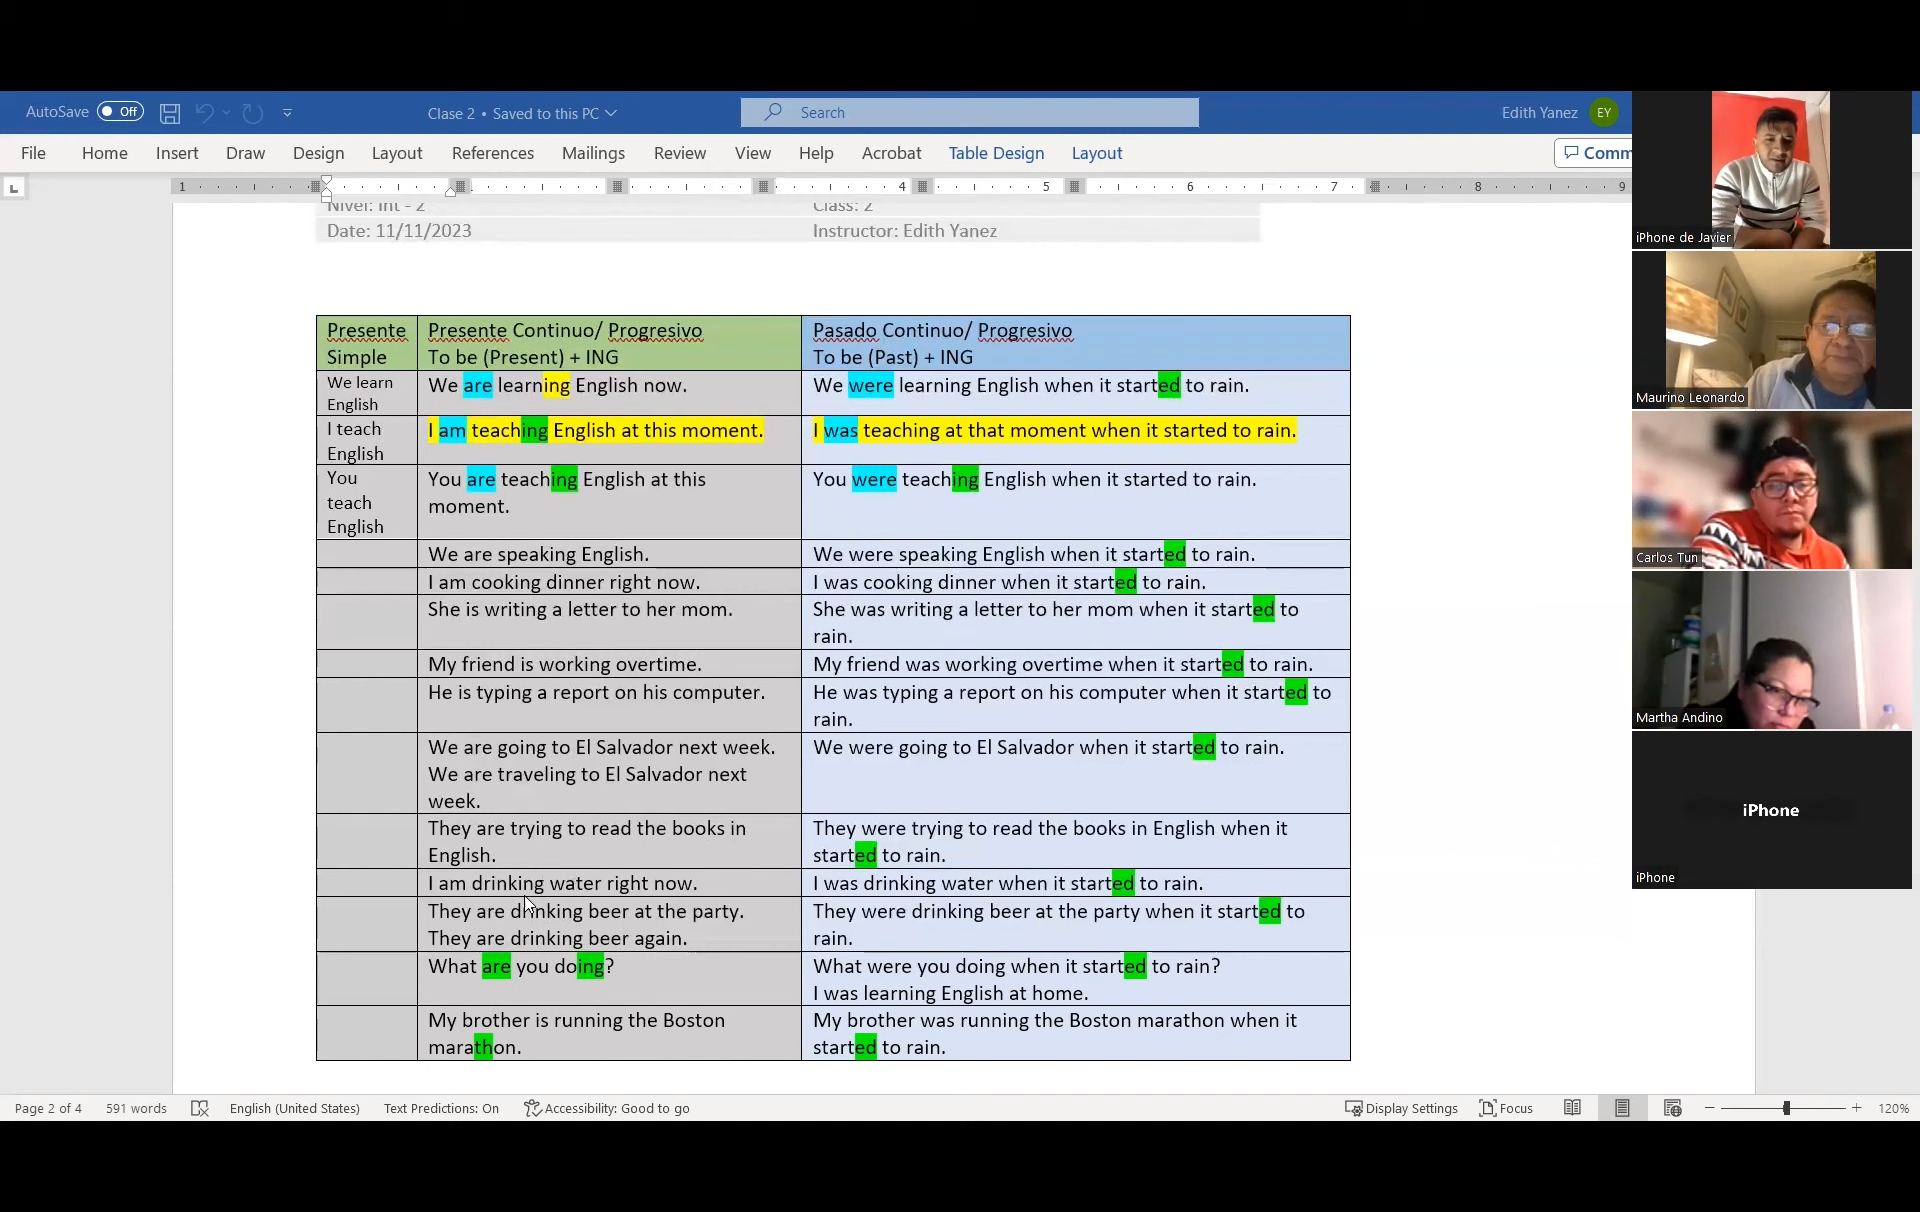 AutoSave Off Clase 2 • Saved to this PC Search Edith Yanez EY
File Home Insert Draw Design Layout References Mailings Review View Help Acrobat Table Design Layout Comm
1 4 5 6 7 8 9
Nivel: Int - 2 Class: 2
Date: 11/11/2023 Instructor: Edith Yanez
Presente Simple
Presente Continuo/ Progresivo
To be (Present) + ING
Pasado Continuo/ Progresivo
To be (Past) + ING
We learn
English
We are learning English now.
We were learning English when it started to rain.
I teach
English
I am teaching English at this moment.
I was teaching at that moment when it started to rain.
You
teach
English
You are teaching English at this
moment.
You were teaching English when it started to rain.
We are speaking English.
We were speaking English when it started to rain.
I am cooking dinner right now.
I was cooking dinner when it started to rain.
She is writing a letter to her mom.
She was writing a letter to her mom when it started to
rain.
My friend is working overtime.
My friend was working overtime when it started to rain.
He is typing a report on his computer.
He was typing a report on his computer when it started to
rain.
We are going to El Salvador next week.
We are traveling to El Salvador next
week.
We were going to El Salvador when it started to rain.
They are trying to read the books in
English.
They were trying to read the books in English when it
started to rain.
I am drinking water right now.
I was drinking water when it started to rain.
They are drinking beer at the party.
They are drinking beer again.
They were drinking beer at the party when it started to
rain.
What are you doing?
What were you doing when it started to rain?
I was learning English at home.
My brother is running the Boston
marathon.
My brother was running the Boston marathon when it
started to rain.
iPhone de Javier
Maurino Leonardo
Carlos Tun
Martha Andino
iPhone
iPhone
Page 2 of 4 591 words English (United States) Text Predictions: On Accessibility: Good to go Display Settings Focus 120%